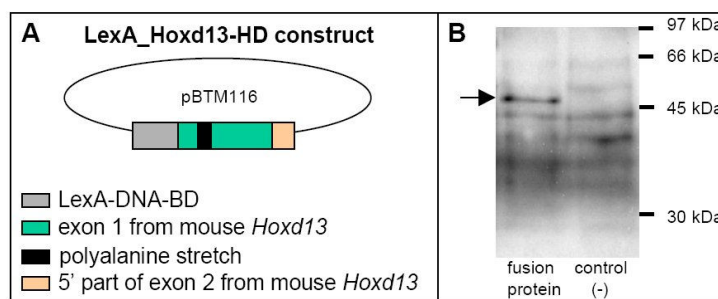 A
LexA_Hoxd13-HD construct
pBTM116
LexA-DNA-BD
exon 1 from mouse Hoxd13
polyalanine stretch
5' part of exon 2 from mouse Hoxd13
B
97 kDa
66 kDa
45 kDa
30 kDa
fusion
protein
control
(-)